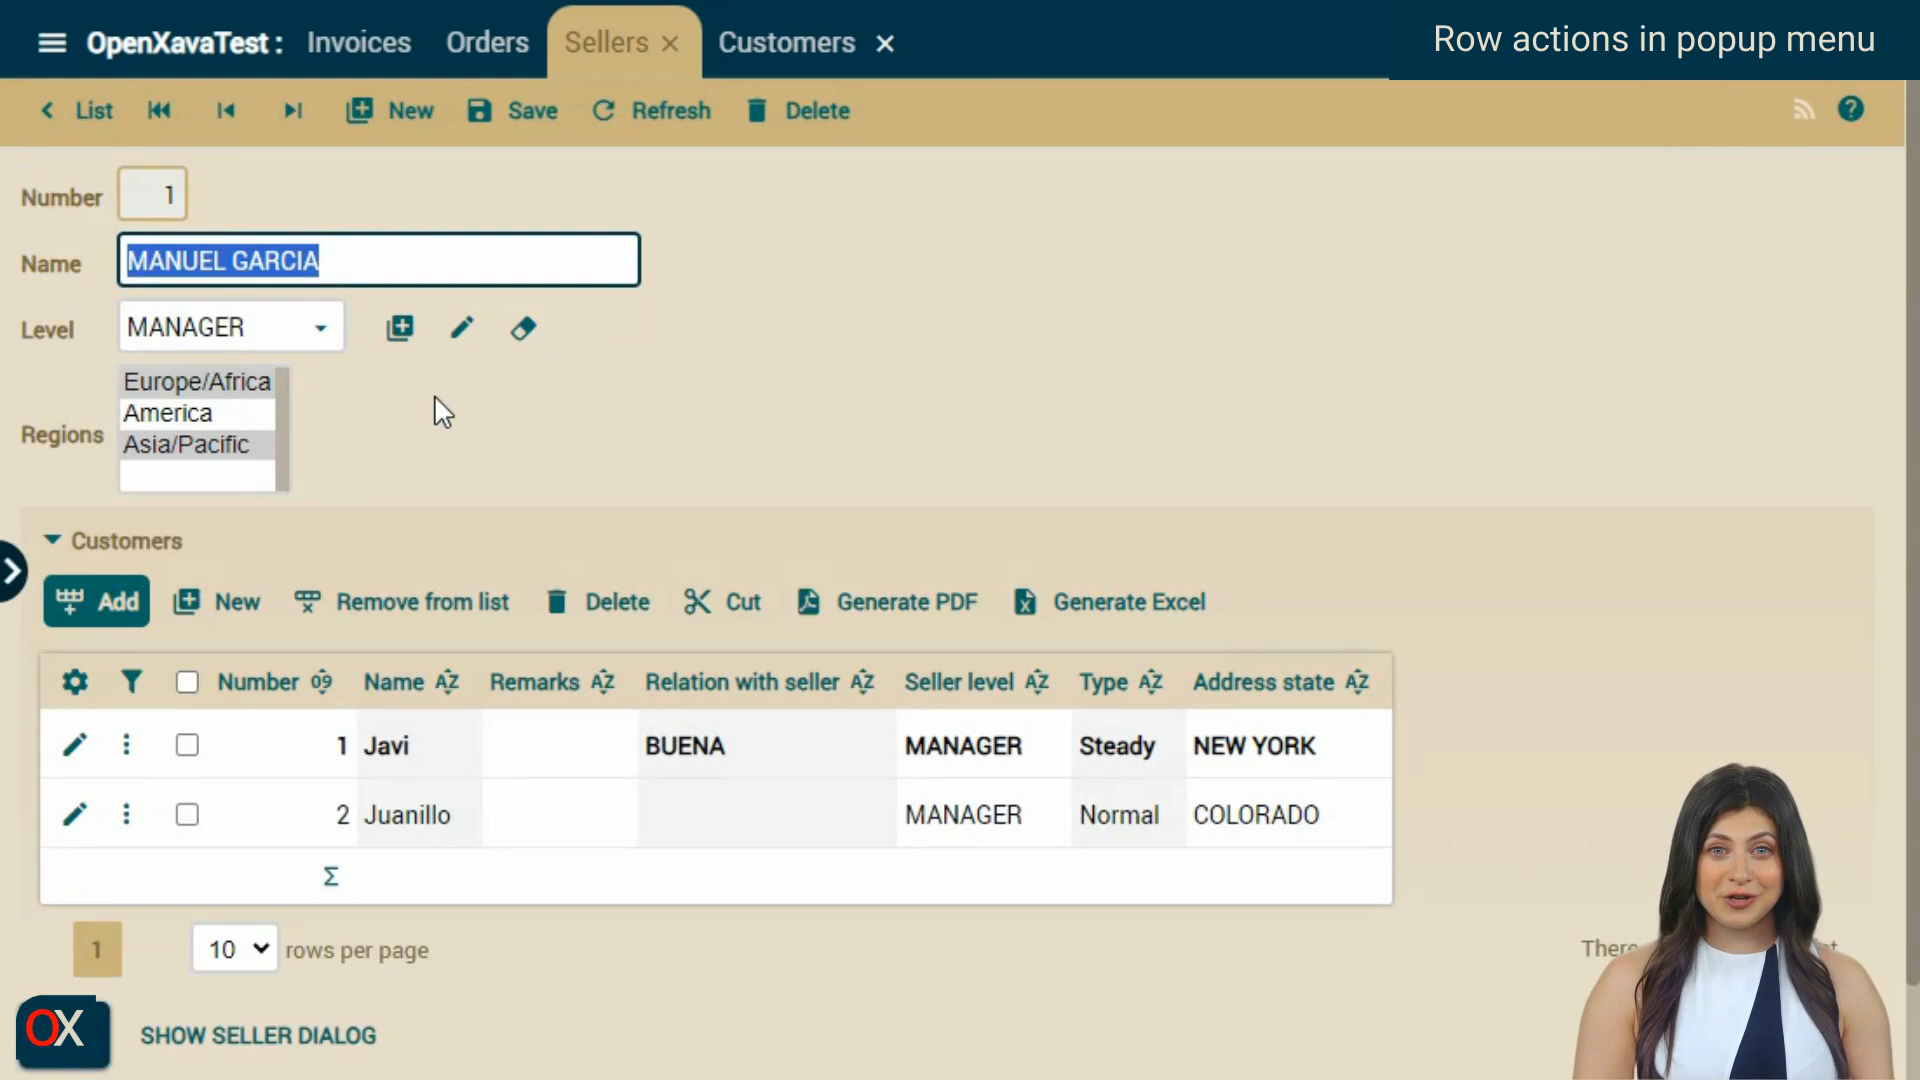 OpenXavaTest : Invoices Orders Sellers Customers
Row actions in popup menu
List New Save Refresh Delete
Number 1
Name MANUEL GARCIA
Level MANAGER
Regions
Europe/Africa
America
Asia/Pacific
Customers
Add New Remove from list Delete Cut Generate PDF Generate Excel
Number Name Remarks Relation with seller Seller level Type Address state
1 Javi BUENA MANAGER Steady NEW YORK
2 Juanillo MANAGER Normal COLORADO
Σ
1 10 rows per page
OX SHOW SELLER DIALOG